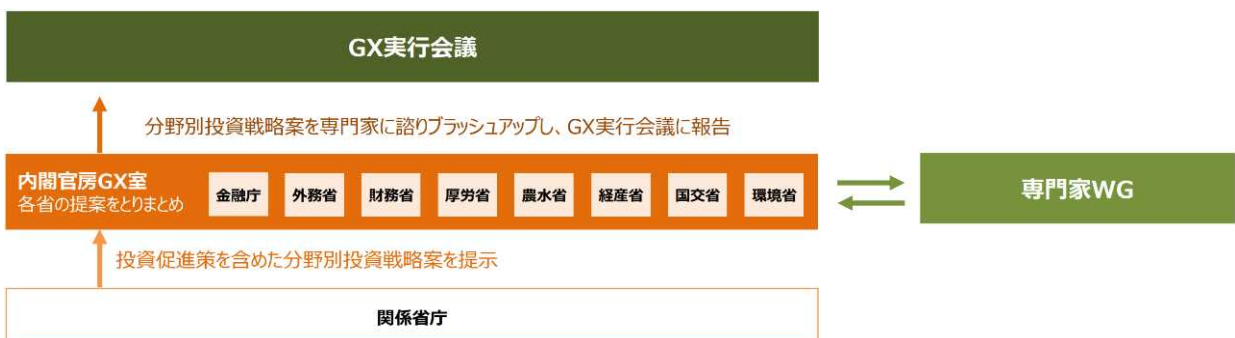 GX実行会議
分野別投資戦略案を専門家に諮りブラッシュアップし、GX実行会議に報告
内閣官房GX室
各省の提案をとりまとめ
金融庁
外務省
財務省
厚労省
農水省
経産省
国交省
環境省
専門家WG
投資促進策を含めた分野別投資戦略案を提示
関係省庁